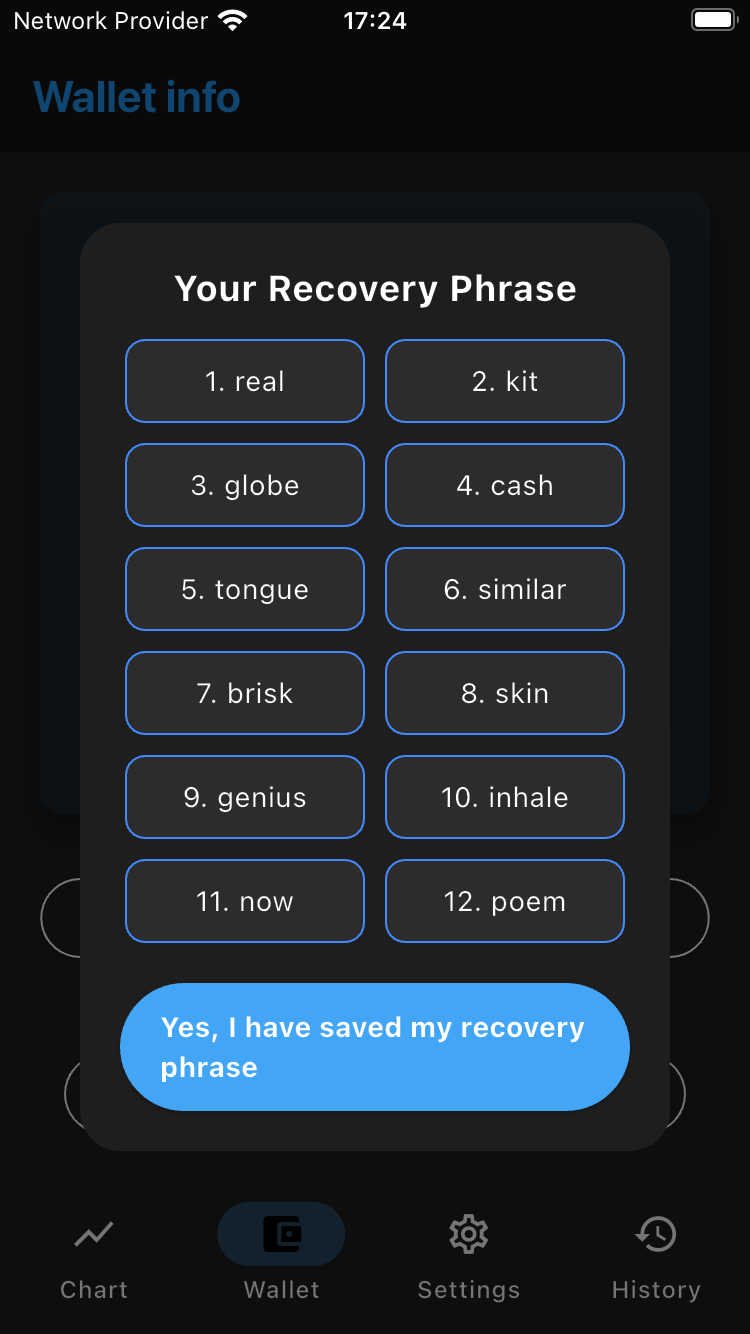 Network Provider 17:24
Wallet info
Your Recovery Phrase
1. real 2. kit
3. globe 4. cash
5. tongue 6. similar
7. brisk 8. skin
9. genius 10. inhale
11. now 12. poem
Yes, I have saved my recovery
phrase
Chart Wallet Settings History